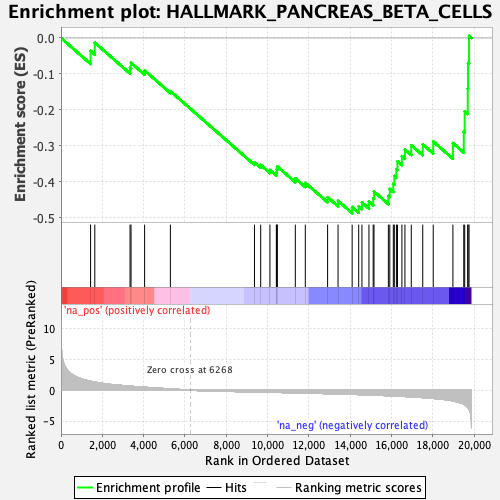 Enrichment plot: HALLMARK_PANCREAS_BETA_CELLS
Enrichment score (ES)
0.0
-0.1
-0.2
-0.3
-0.4
-0.5
'na_pos' (positively correlated)
Ranked list metric (PreRanked)
10
5
0
-5
Zero cross at 6268
'na_neg' (negatively correlated)
0
2,000
4,000
6,000
8,000
10,000
12,000
14,000
16,000
18,000
20,000
Rank in Ordered Dataset
Enrichment profile
Hits
Ranking metric scores